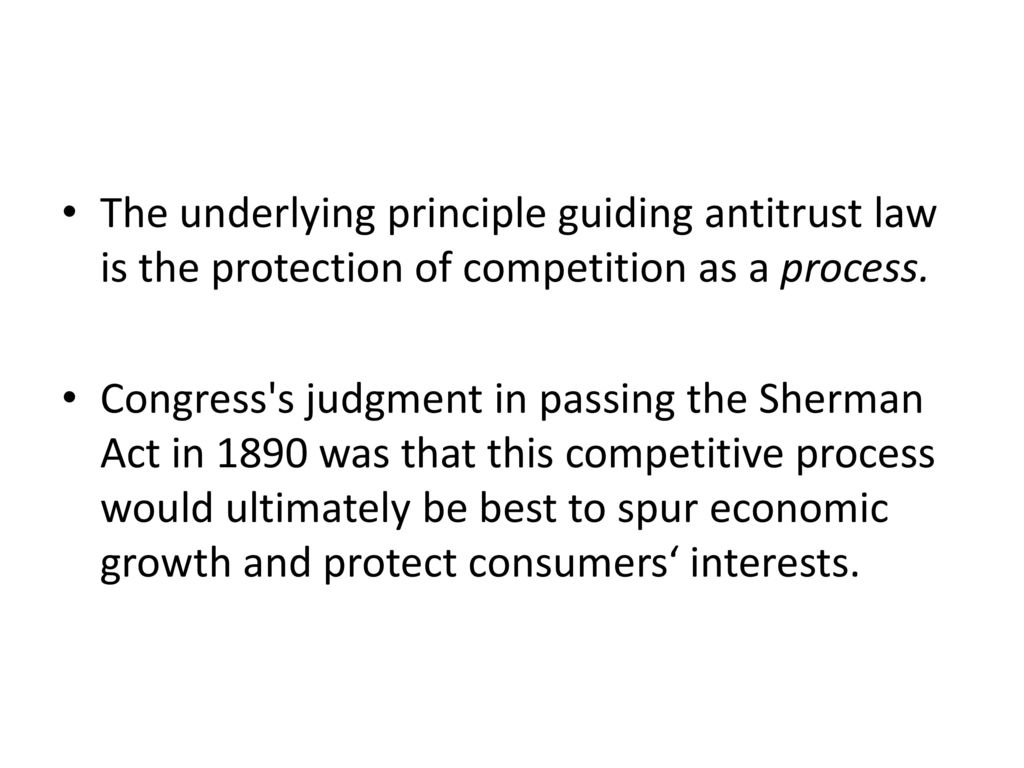 • The underlying principle guiding antitrust law
is the protection of competition as a process.
• Congress's judgment in passing the Sherman
Act in 1890 was that this competitive process
would ultimately be best to spur economic
growth and protect consumers‘ interests.